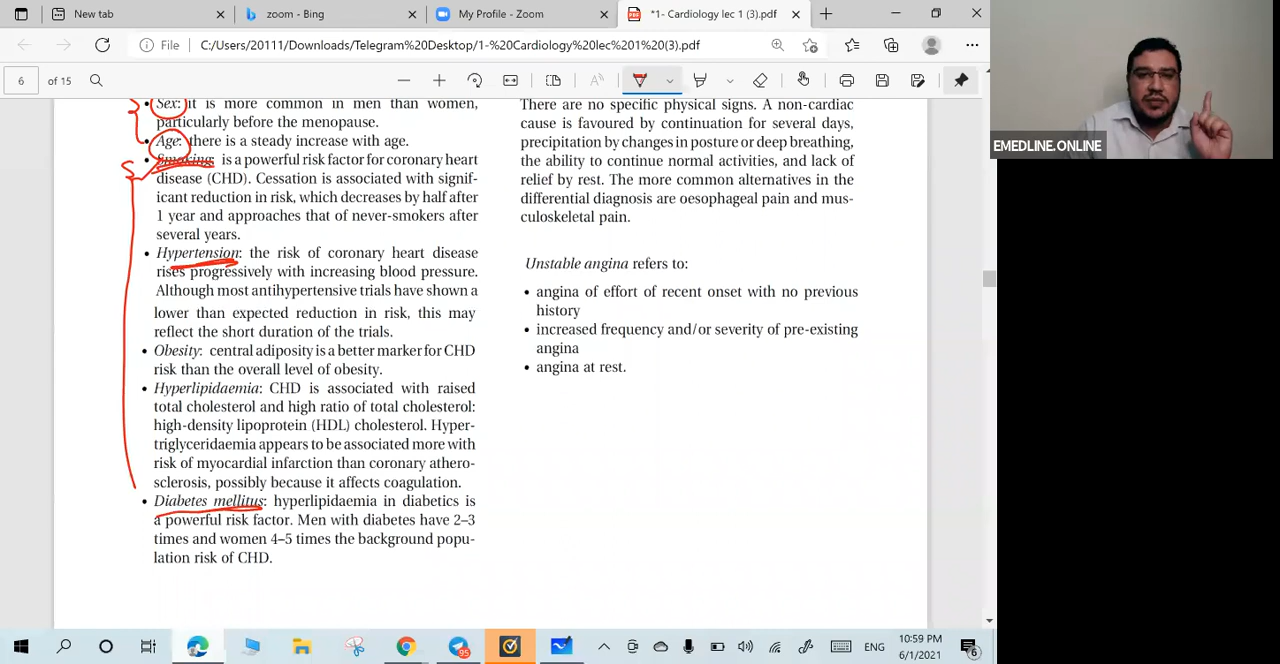 New tab
zoom - Bing
My Profile - Zoom
*1- Cardiology lec 1 (3).pdf
File
C:/Users/20111/Downloads/Telegram%20Desktop/1-%20Cardiology%20lec%201%20(3).pdf
6
of 15
• Sex: it is more common in men than women,
particularly before the menopause.
• Age: there is a steady increase with age.
• Smoking: is a powerful risk factor for coronary heart
disease (CHD). Cessation is associated with signif-
icant reduction in risk, which decreases by half after
1 year and approaches that of never-smokers after
several years.
• Hypertension: the risk of coronary heart disease
rises progressively with increasing blood pressure.
Although most antihypertensive trials have shown a
lower than expected reduction in risk, this may
reflect the short duration of the trials.
• Obesity: central adiposity is a better marker for CHD
risk than the overall level of obesity.
• Hyperlipidaemia: CHD is associated with raised
total cholesterol and high ratio of total cholesterol:
high-density lipoprotein (HDL) cholesterol. Hyper-
triglyceridaemia appears to be associated more with
risk of myocardial infarction than coronary athero-
sclerosis, possibly because it affects coagulation.
• Diabetes mellitus: hyperlipidaemia in diabetics is
a powerful risk factor. Men with diabetes have 2–3
times and women 4–5 times the background popu-
lation risk of CHD.
There are no specific physical signs. A non-cardiac
cause is favoured by continuation for several days,
precipitation by changes in posture or deep breathing,
the ability to continue normal activities, and lack of
relief by rest. The more common alternatives in the
differential diagnosis are oesophageal pain and mus-
culoskeletal pain.
Unstable angina refers to:
• angina of effort of recent onset with no previous
history
• increased frequency and/or severity of pre-existing
angina
• angina at rest.
EMEDLINE.ONLINE
95
ENG
10:59 PM
6/1/2021
6